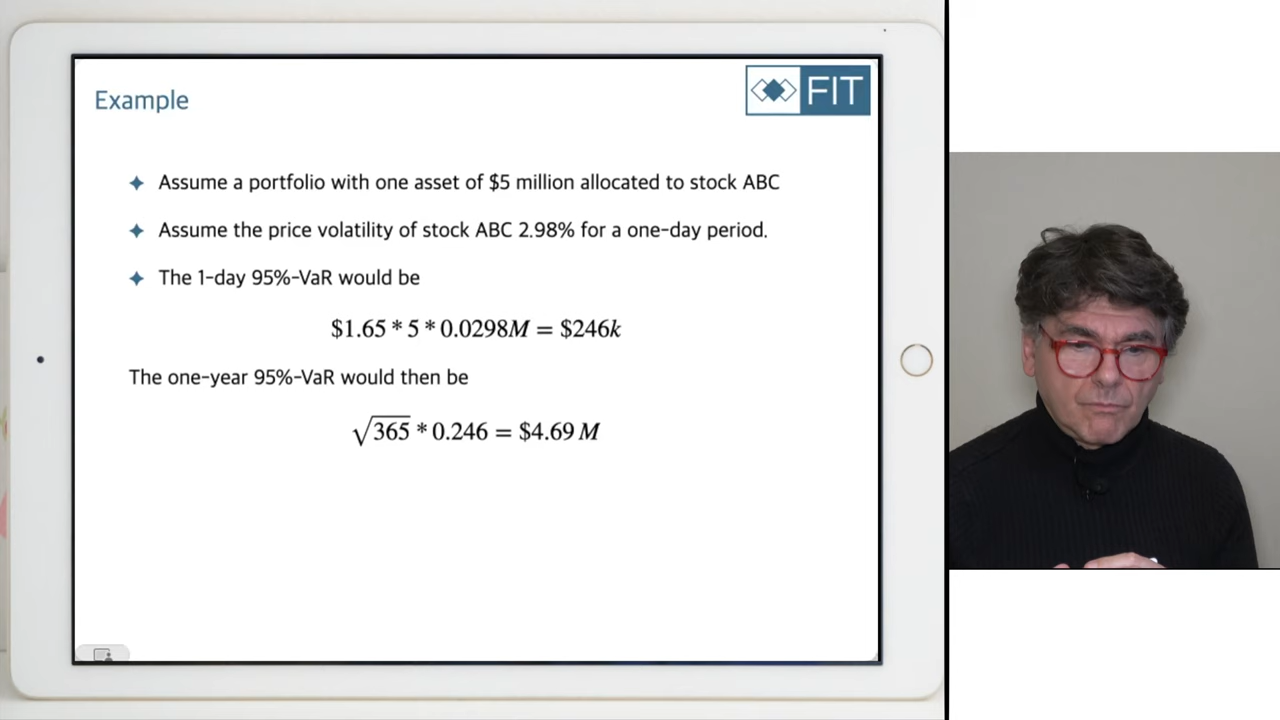 Example
FIT
✦ Assume a portfolio with one asset of $5 million allocated to stock ABC
✦ Assume the price volatility of stock ABC 2.98% for a one-day period.
✦ The 1-day 95%-VaR would be
$1.65 * 5 * 0.0298M = $246k
The one-year 95%-VaR would then be
√365 * 0.246 = $4.69 M